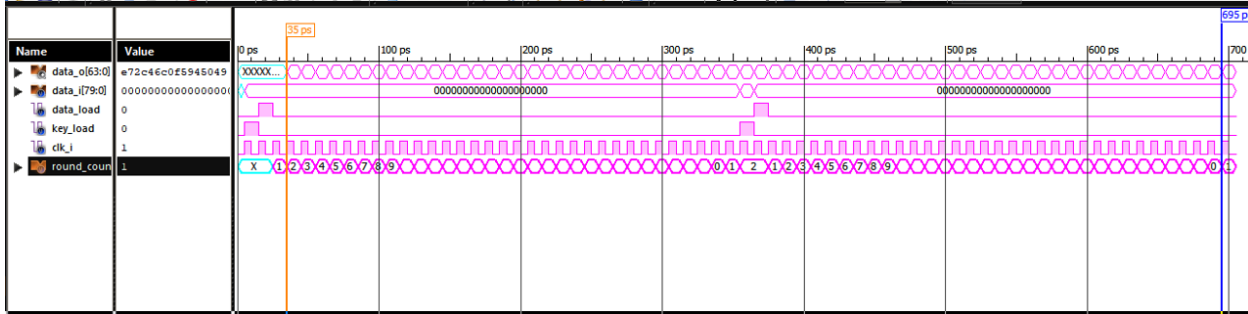 35 ps
695 p
Name Value
0 ps 100 ps 200 ps 300 ps 400 ps 500 ps 600 ps 700
data_o[63:0] e72c46c0f5945049 XXXXX...
data_i[79:0] 00000000000000000 00000000000000000000 00000000000000000000
data_load 0
key_load 0
clk_i 1
round_coun 1 X 1 2 3 4 5 6 7 8 9 0 1 2 1 2 3 4 5 6 7 8 9 0 1